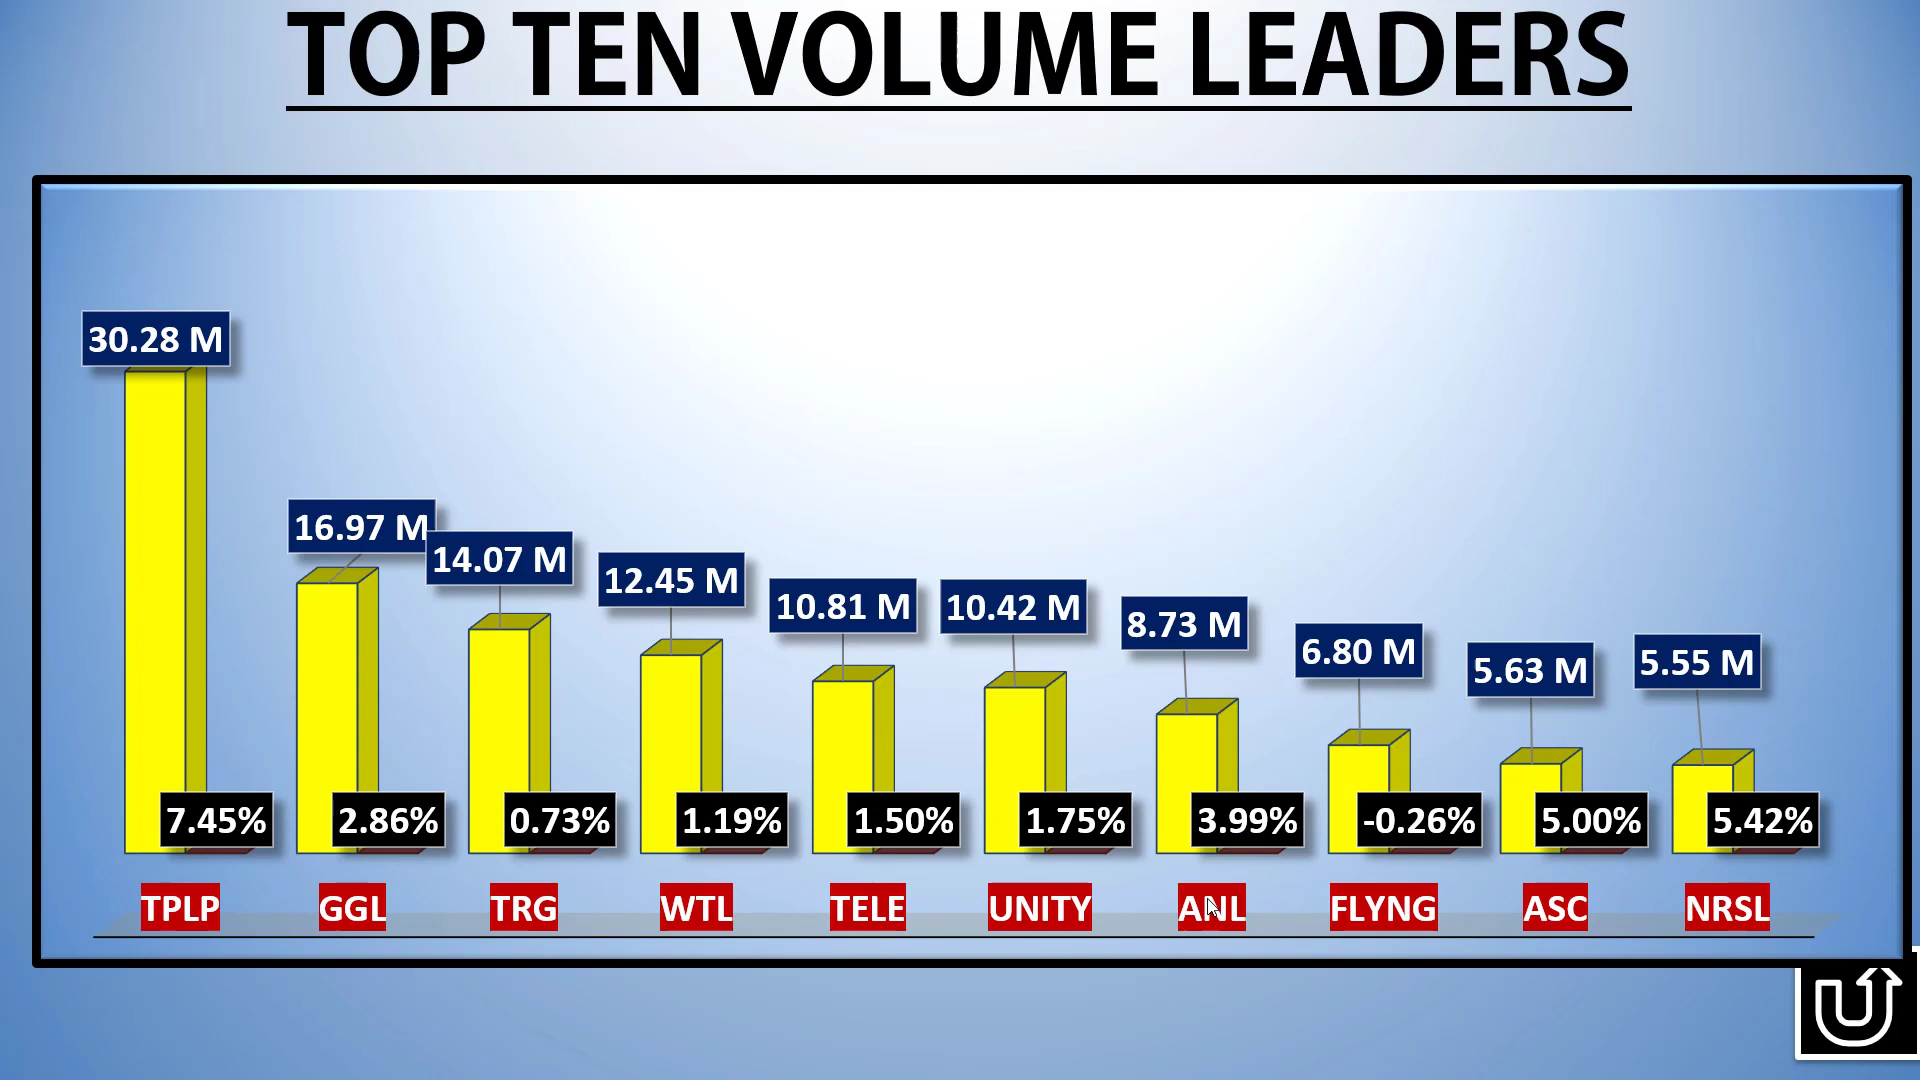 TOP TEN VOLUME LEADERS
30.28 M
16.97 M
14.07 M
12.45 M
10.81 M
10.42 M
8.73 M
6.80 M
5.63 M
5.55 M
7.45%
2.86%
0.73%
1.19%
1.50%
1.75%
3.99%
-0.26%
5.00%
5.42%
TPLP
GGL
TRG
WTL
TELE
UNITY
ANL
FLYNG
ASC
NRSL